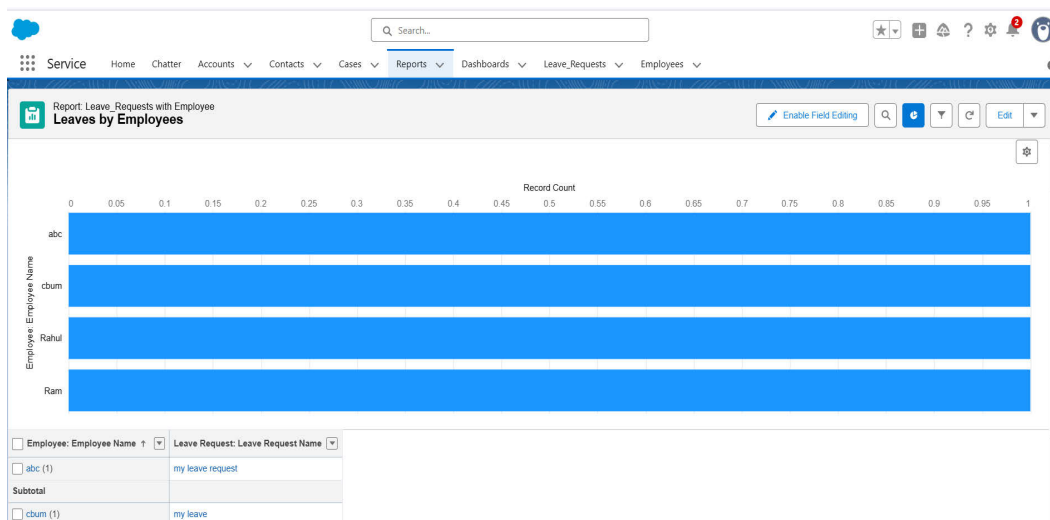 Search...
2
Service Home Chatter Accounts Contacts Cases Reports Dashboards Leave_Requests Employees
Report: Leave_Requests with Employee
Leaves by Employees
Enable Field Editing
Edit
Record Count
0 0.05 0.1 0.15 0.2 0.25 0.3 0.35 0.4 0.45 0.5 0.55 0.6 0.65 0.7 0.75 0.8 0.85 0.9 0.95 1
Employee: Employee Name
abc
cbum
Rahul
Ram
Employee: Employee Name ↑ Leave Request: Leave Request Name
abc (1) my leave request
Subtotal
cbum (1) my leave